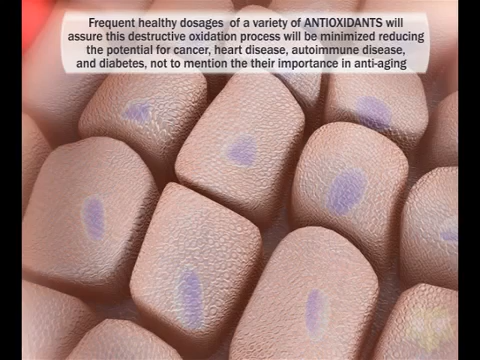 Frequent healthy dosages of a variety of ANTIOXIDANTS will
assure this destructive oxidation process will be minimized reducing
the potential for cancer, heart disease, autoimmune disease,
and diabetes, not to mention the their importance in anti-aging